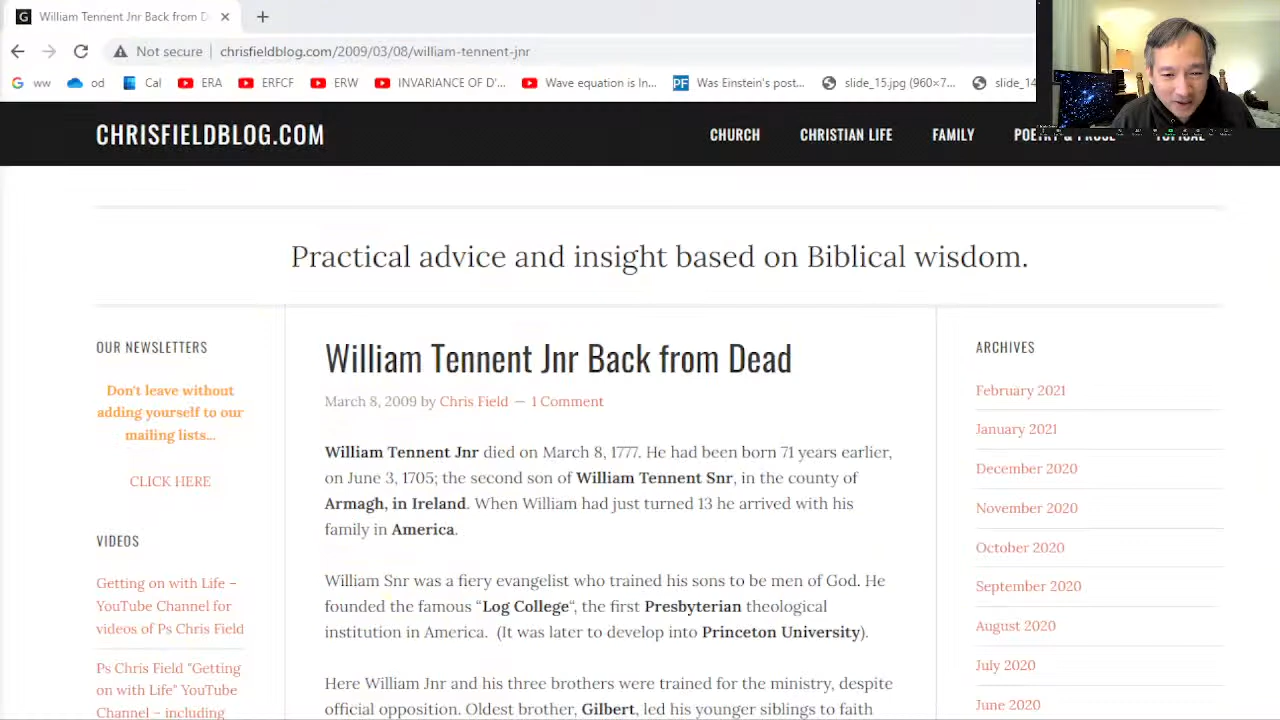 William Tennent Jnr Back from D
Not secure
chrisfieldblog.com/2009/03/08/william-tennent-jnr
ww
od
Cal
ERA
ERFCF
ERW
INVARIANCE OF D'...
Wave equation is In...
Was Einstein's post...
slide_15.jpg (960×7...
slide_14
CHRISFIELDBLOG.COM
CHURCH
CHRISTIAN LIFE
FAMILY
POETRY & PROSE
TOPICAL
Practical advice and insight based on Biblical wisdom.
OUR NEWSLETTERS
Don't leave without
adding yourself to our
mailing lists...
CLICK HERE
VIDEOS
Getting on with Life –
YouTube Channel for
videos of Ps Chris Field
Ps Chris Field "Getting
on with Life" YouTube
Channel – including
William Tennent Jnr Back from Dead
March 8, 2009 by Chris Field — 1 Comment
William Tennent Jnr died on March 8, 1777. He had been born 71 years earlier,
on June 3, 1705; the second son of William Tennent Snr, in the county of
Armagh, in Ireland. When William had just turned 13 he arrived with his
family in America.
William Snr was a fiery evangelist who trained his sons to be men of God. He
founded the famous “Log College“, the first Presbyterian theological
institution in America. (It was later to develop into Princeton University).
Here William Jnr and his three brothers were trained for the ministry, despite
official opposition. Oldest brother, Gilbert, led his younger siblings to faith
ARCHIVES
February 2021
January 2021
December 2020
November 2020
October 2020
September 2020
August 2020
July 2020
June 2020